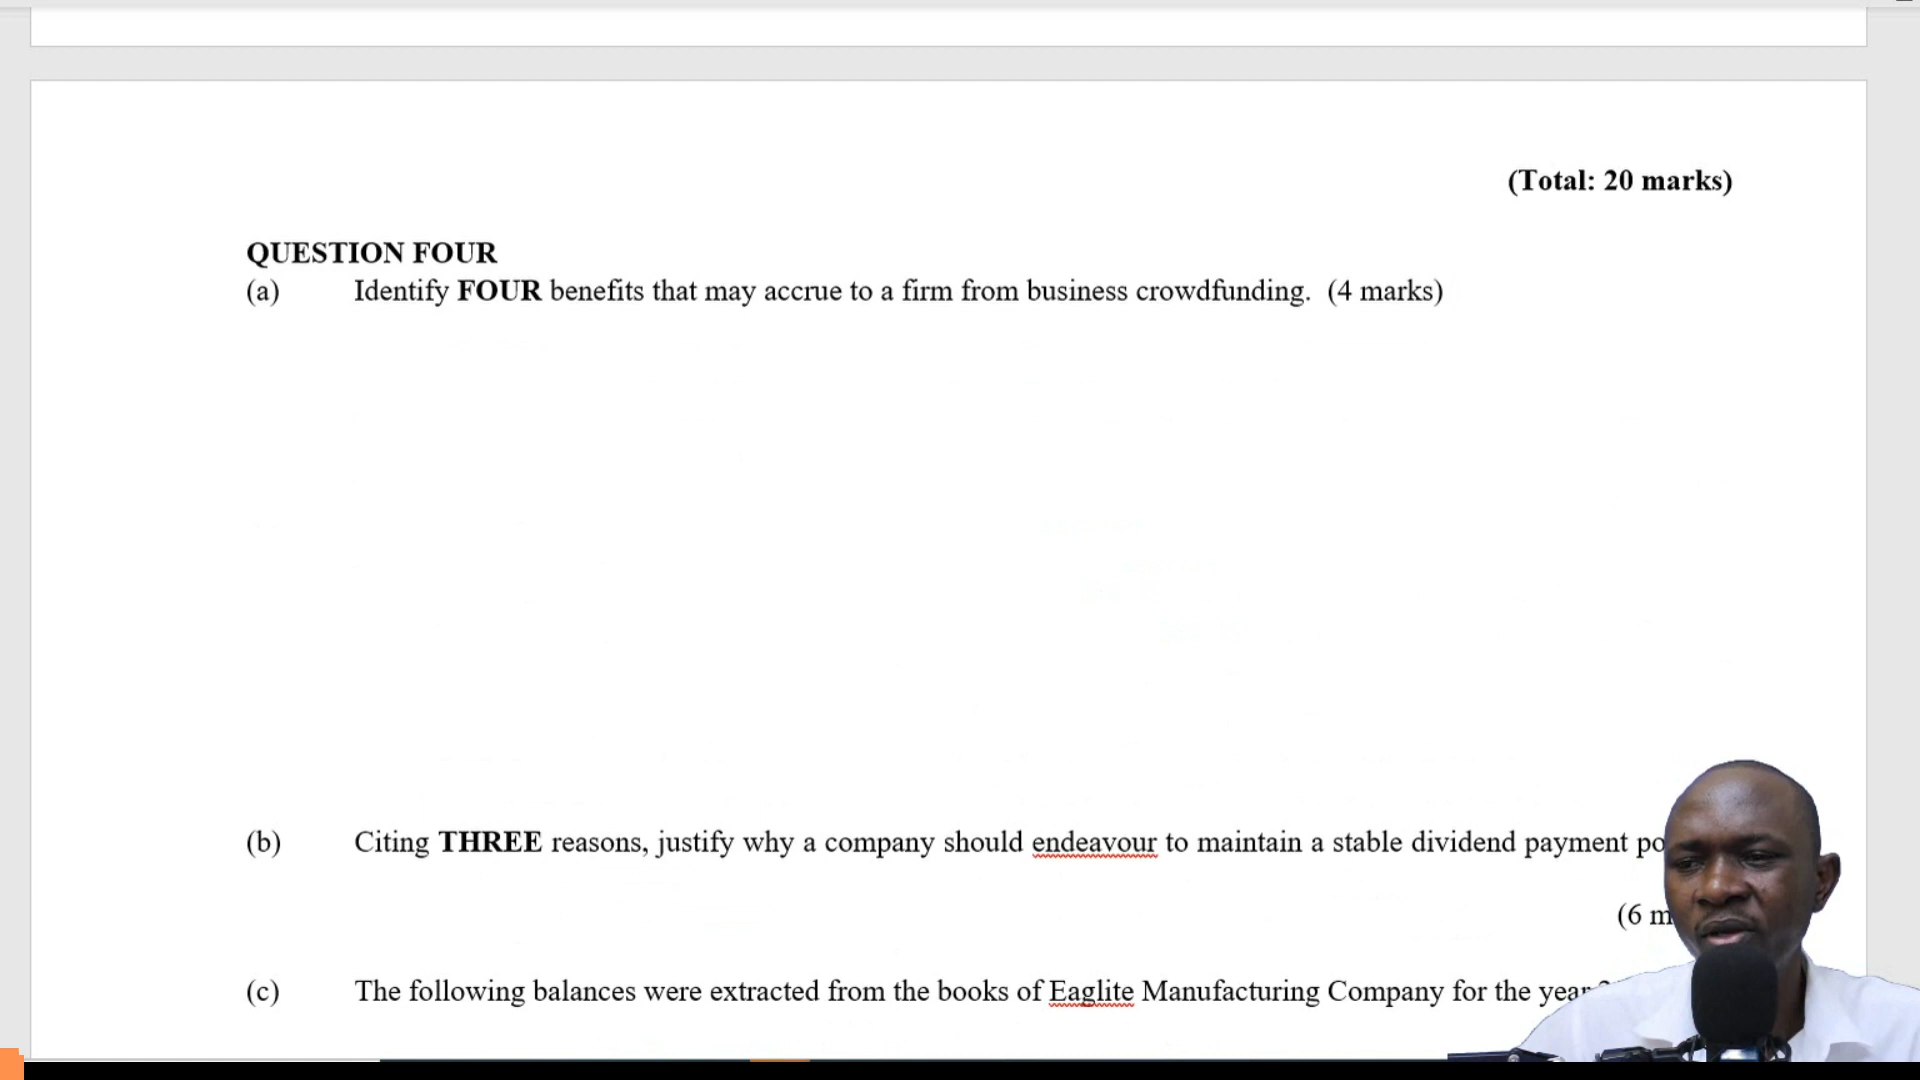 (Total: 20 marks)
QUESTION FOUR
(a) Identify FOUR benefits that may accrue to a firm from business crowdfunding. (4 marks)
(b) Citing THREE reasons, justify why a company should endeavour to maintain a stable dividend payment
(6
(c) The following balances were extracted from the books of Eaglite Manufacturing Company for the year